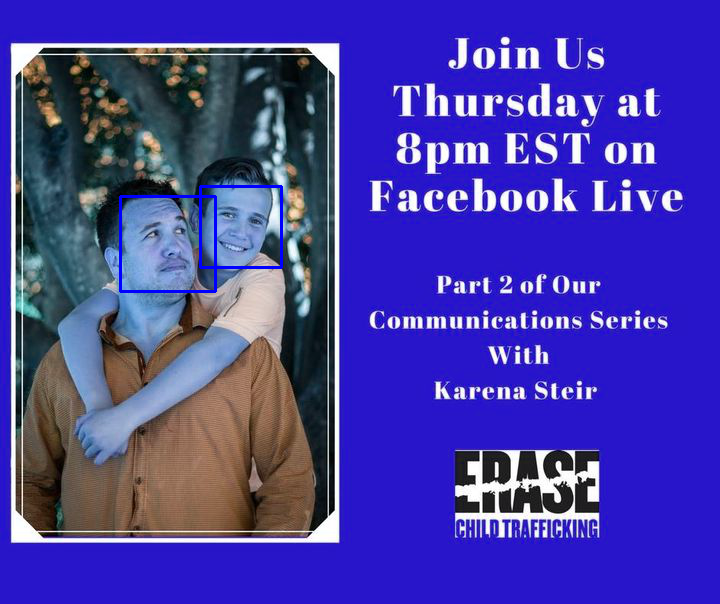 Join Us
Thursday at
8pm EST on
Facebook Live
Part 2 of Our
Communications Series
With
Karena Steir
ERASE
CHILD TRAFFICKING